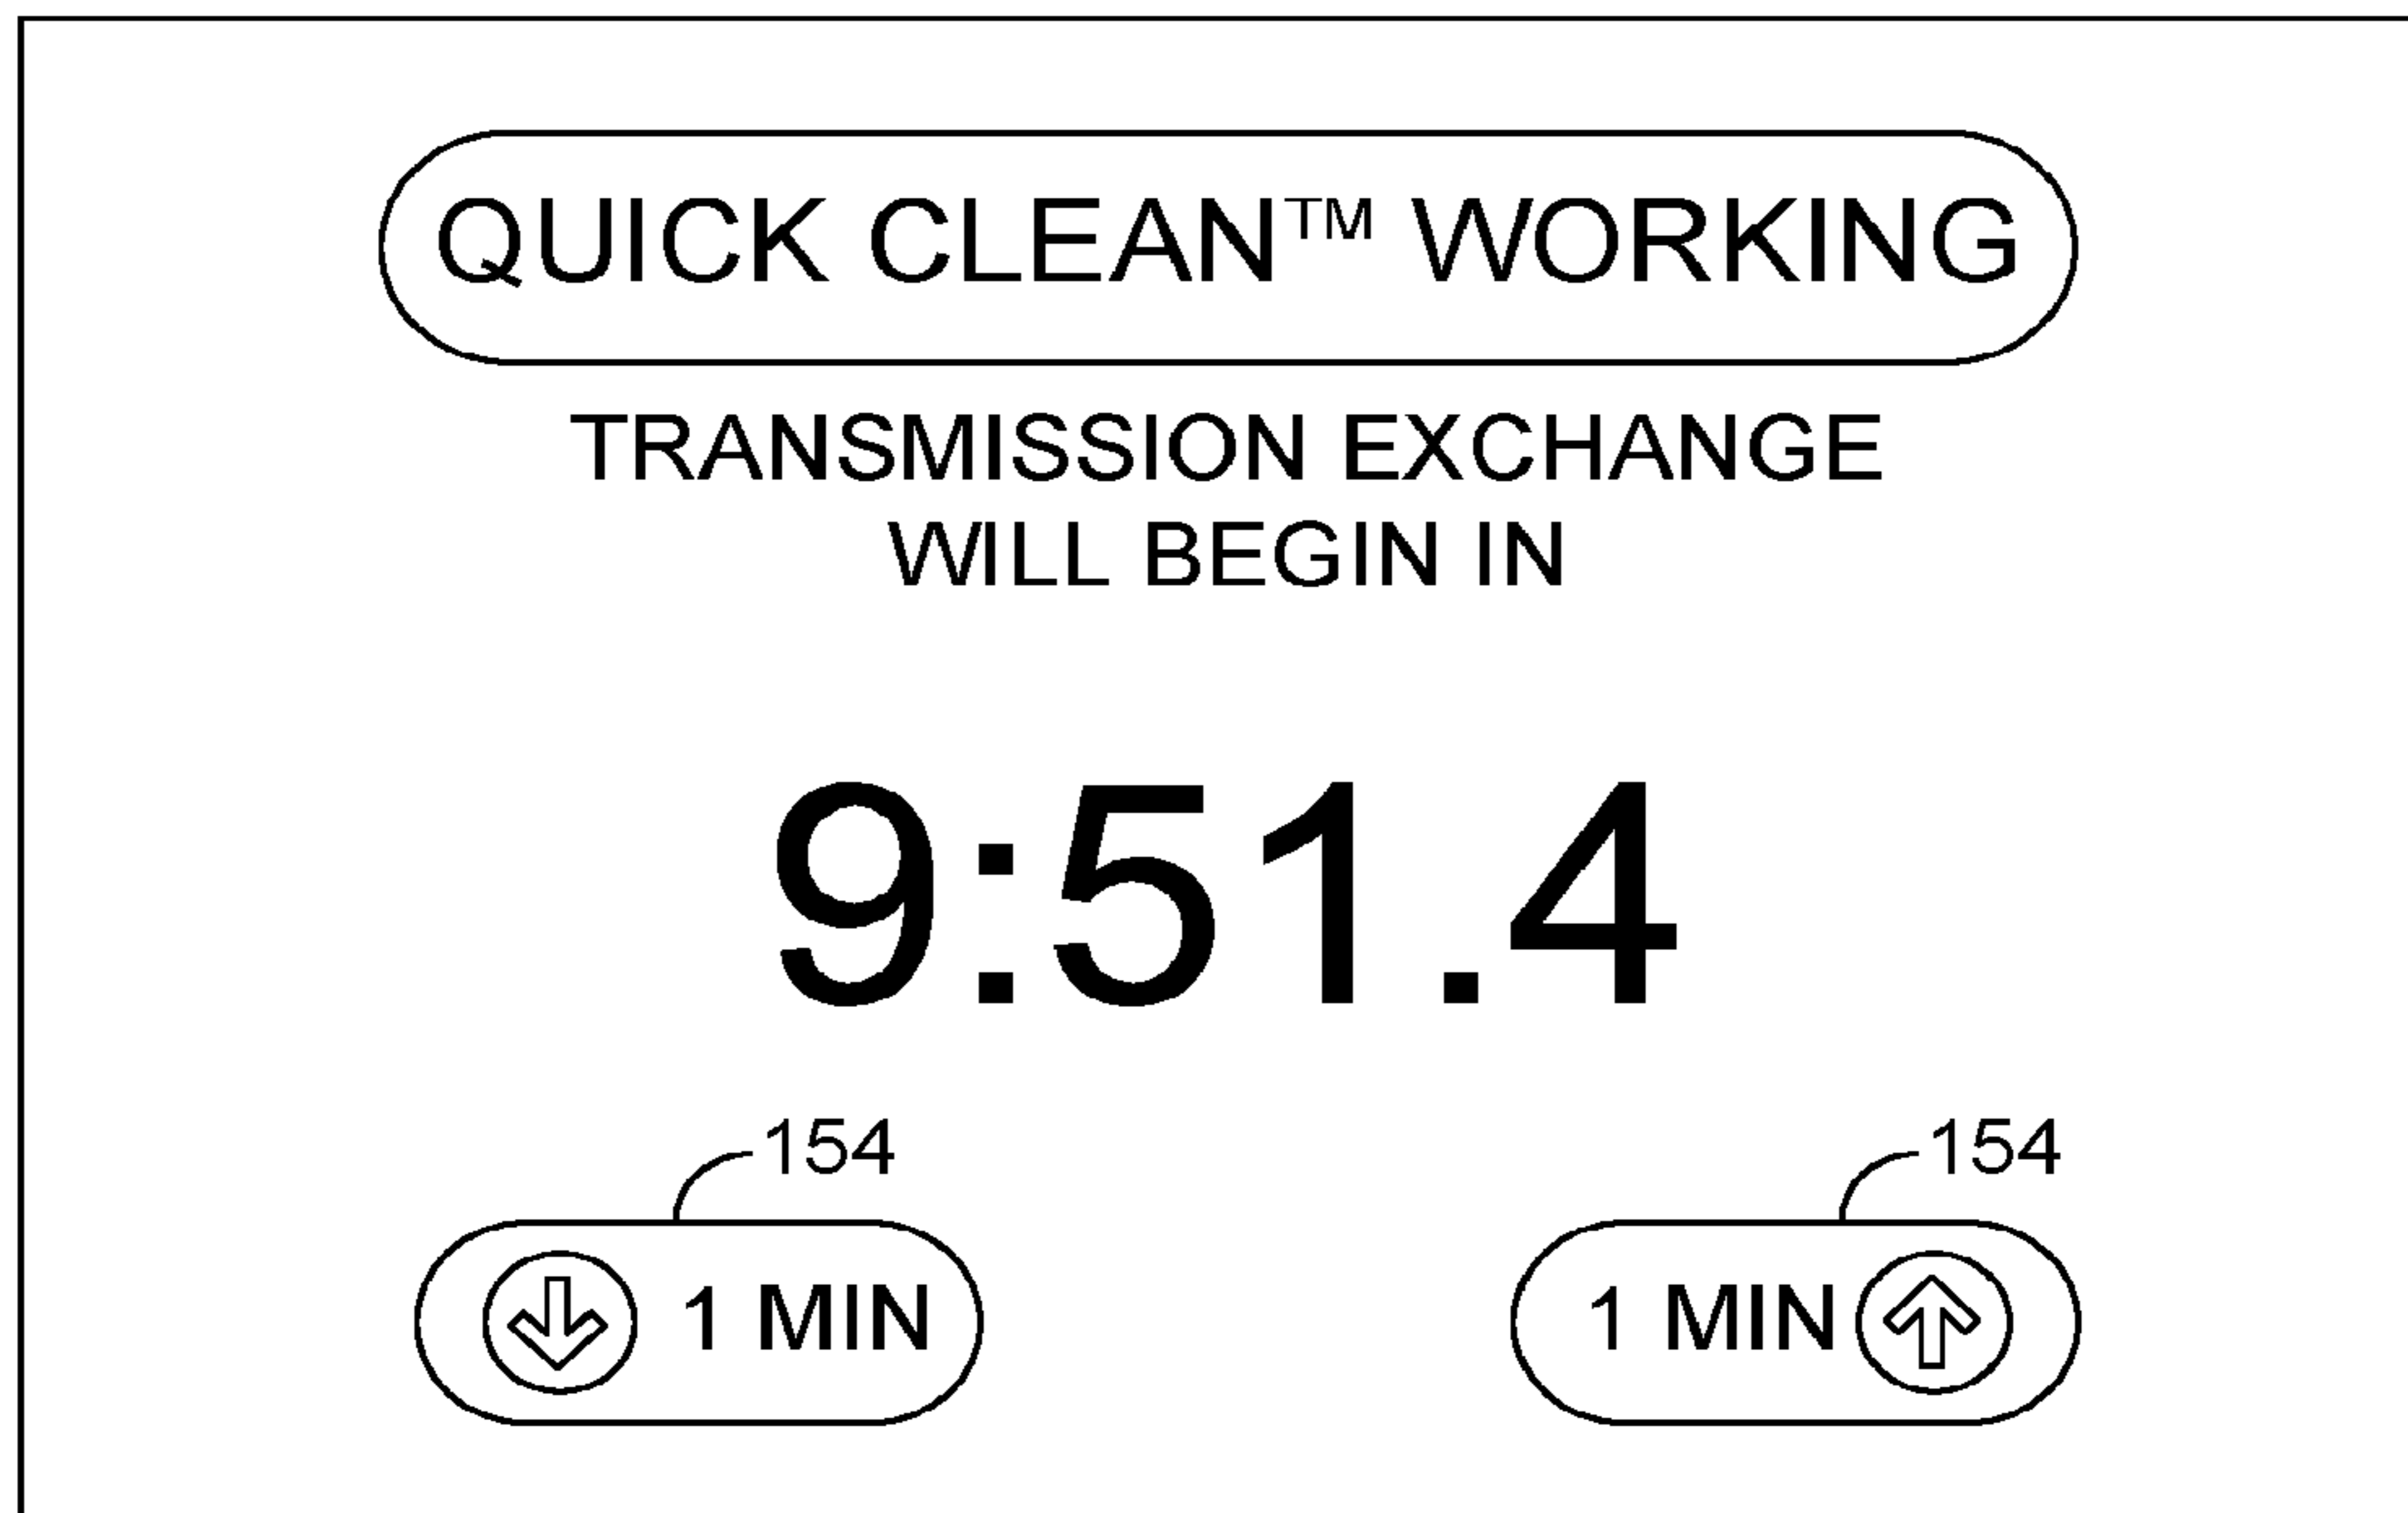 QUICK CLEAN™ WORKING
TRANSMISSION EXCHANGE
WILL BEGIN IN
9:51.4
154 154
1 MIN 1 MIN